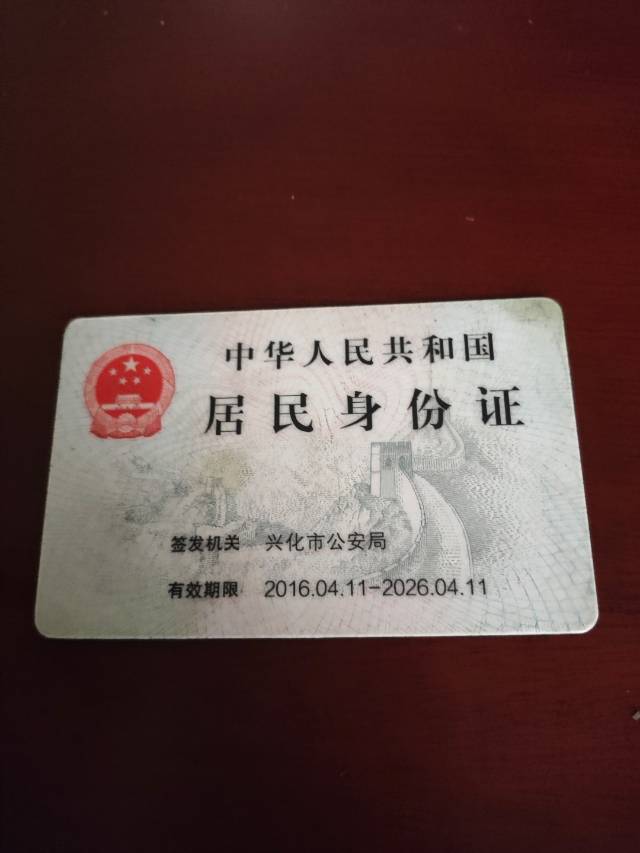 中华人民共和国
居民身份证
签发机关 兴化市公安局
有效期限 2016.04.11-2026.04.11